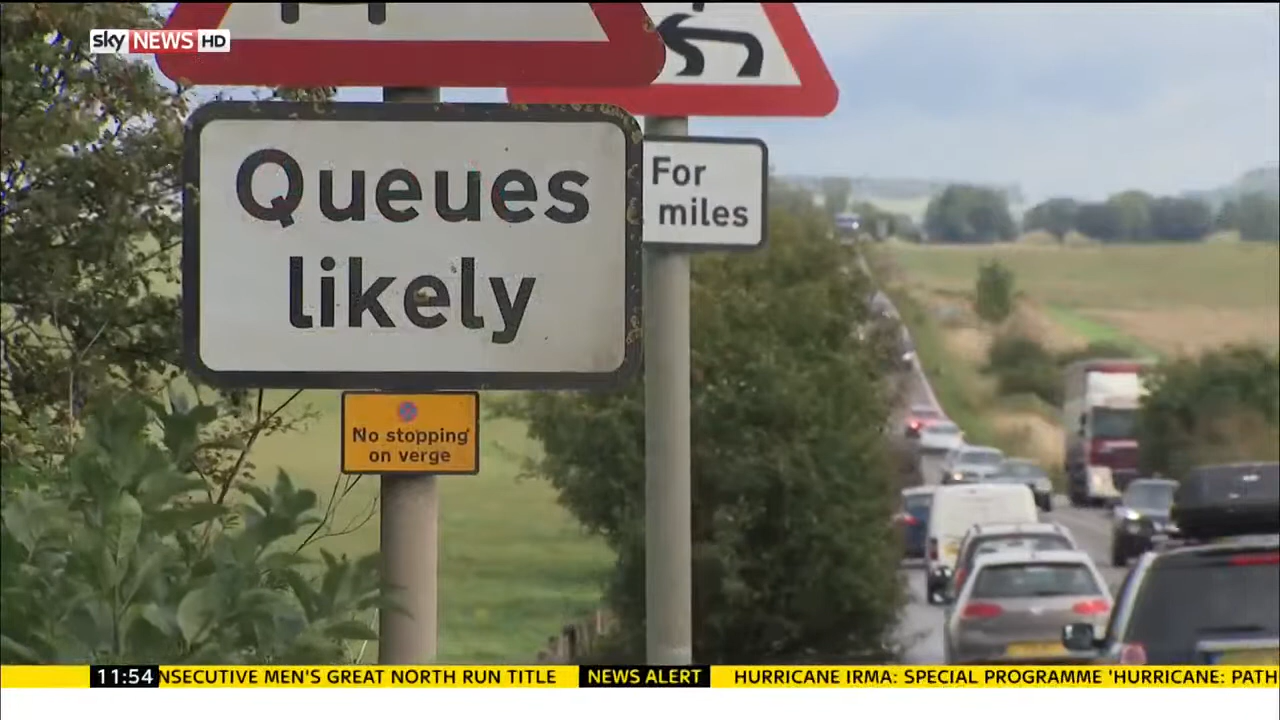 sky NEWS HD
Queues
likely
For
miles
No stopping
on verge
11:54 NSECUTIVE MEN'S GREAT NORTH RUN TITLE NEWS ALERT HURRICANE IRMA: SPECIAL PROGRAMME 'HURRICANE: PATH